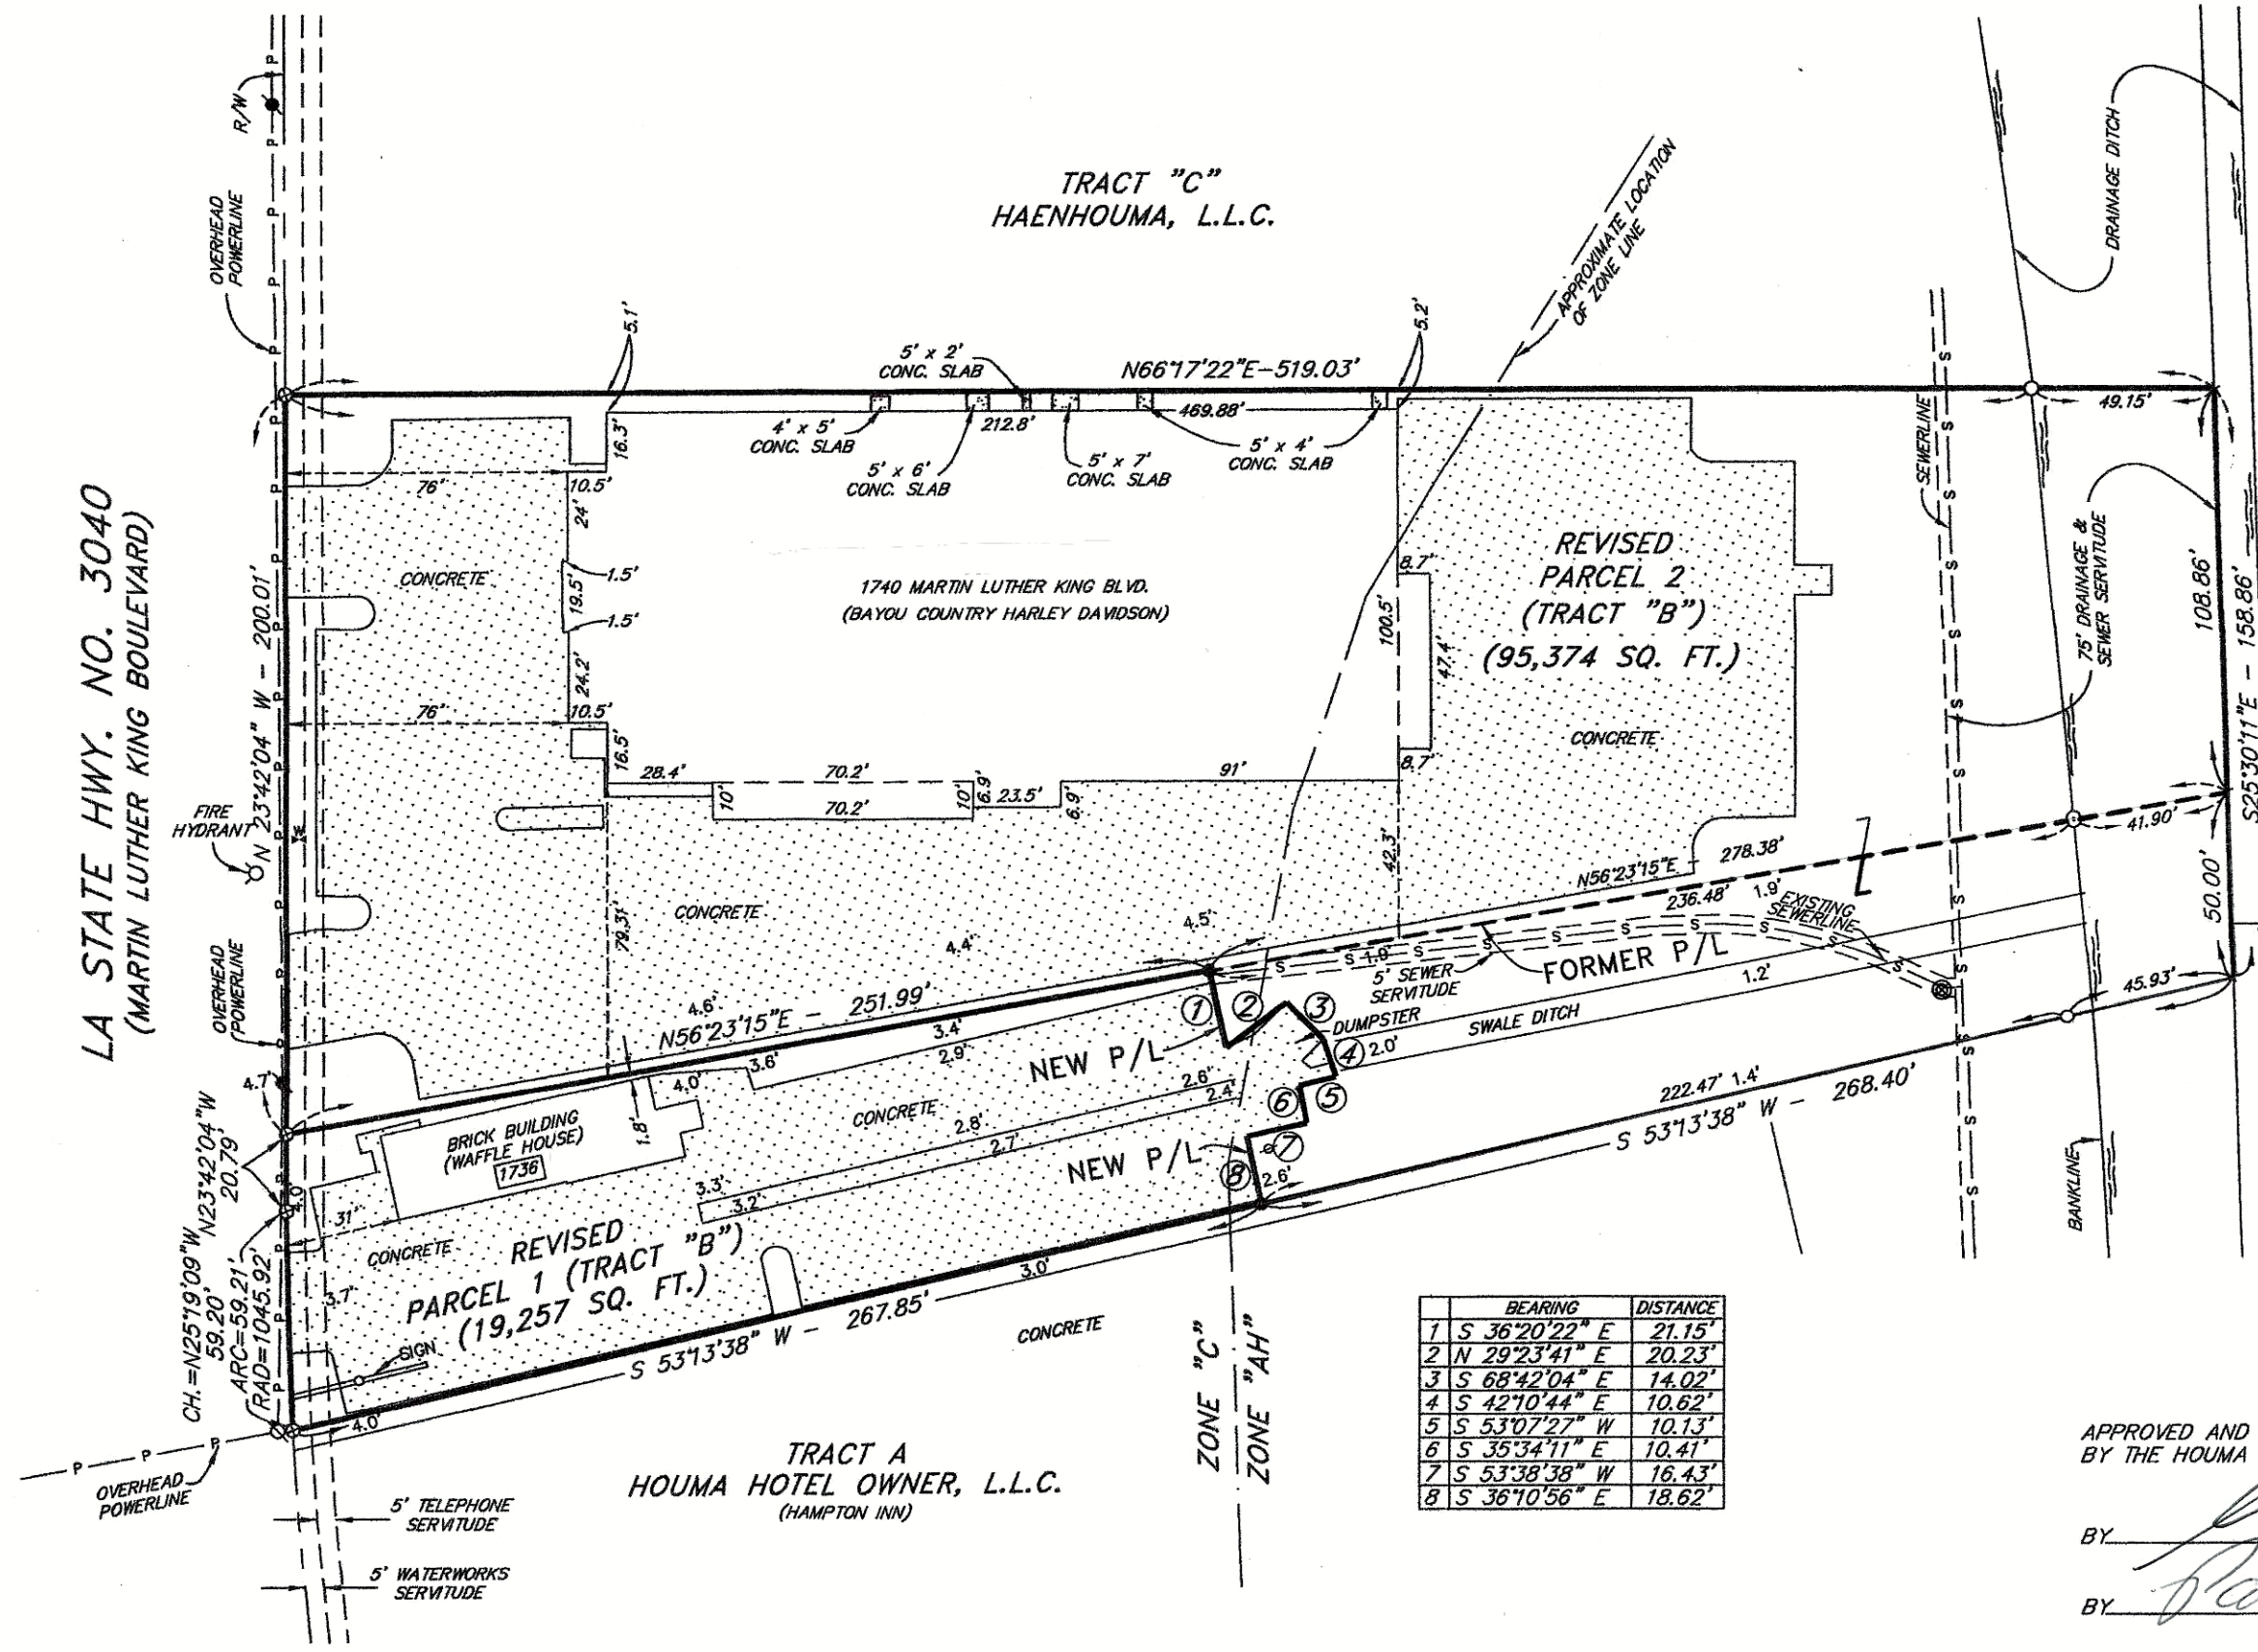 LA STATE HWY. NO. 3040
(MARTIN LUTHER KING BOULEVARD)
R/W
OVERHEAD
POWERLINE
TRACT "C"
HAENHOUMA, L.L.C.
APPROXIMATE LOCATION
OF ZONE LINE
DRAINAGE DITCH
5.1'
5' x 2'
CONC. SLAB
N66°17'22"E-519.03'
5.2'
49.15'
4' x 5'
CONC. SLAB
212.8'
469.88'
5' x 6'
CONC. SLAB
5' x 7'
CONC. SLAB
5' x 4'
CONC. SLAB
SEWERLINE
16.3'
76'
10.5'
24'
1.5'
19.5'
1.5'
24.2'
76'
10.5'
16.5'
CONCRETE
1740 MARTIN LUTHER KING BLVD.
(BAYOU COUNTRY HARLEY DAVIDSON)
8.7'
100.5'
47.4'
8.7'
REVISED
PARCEL 2
(TRACT "B")
(95,374 SQ. FT.)
CONCRETE
75' DRAINAGE &
SEWER SERVITUDE
108.86'
S25°30'11"E - 158.86'
50.00'
N 23°42'04" W - 200.01'
FIRE
HYDRANT
W
28.4'
70.2'
10'
70.2'
10'
6.9'
23.5'
6.9'
91'
42.3'
79.31'
CONCRETE
N56°23'15"E - 278.38'
236.48'
1.9'
41.90'
EXISTING
SEWERLINE
4.5'
4.4'
4.6'
N56°23'15"E - 251.99'
1.9'
5' SEWER
SERVITUDE
FORMER P/L
1.2'
45.93'
OVERHEAD
POWERLINE
4.7'
3.4'
2.9'
3.6'
4.0'
1.8'
NEW P/L
1
2
3
DUMPSTER
4
2.0'
SWALE DITCH
5
6
7
8
2.6'
2.4'
2.6'
222.47'
1.4'
S 53°13'38" W - 268.40'
BRICK BUILDING
(WAFFLE HOUSE)
1736
CONCRETE
2.8'
2.7'
NEW P/L
3.3'
3.2'
BANKLINE
N23°42'04"W
20.79'
4.0'
31'
CH.=N25°19'09"W
59.20'
ARC=59.21'
RAD=1045.92'
CONCRETE
REVISED
PARCEL 1 (TRACT "B")
(19,257 SQ. FT.)
3.7'
SIGN
4.0'
S 53°13'38" W - 267.85'
3.0'
CONCRETE
ZONE "C"
ZONE "AH"
OVERHEAD
POWERLINE
TRACT A
HOUMA HOTEL OWNER, L.L.C.
(HAMPTON INN)
5' TELEPHONE
SERVITUDE
5' WATERWORKS
SERVITUDE
BEARING DISTANCE
1 S 36°20'22" E 21.15'
2 N 29°23'41" E 20.23'
3 S 68°42'04" E 14.02'
4 S 42°10'44" E 10.62'
5 S 53°07'27" W 10.13'
6 S 35°34'11" E 10.41'
7 S 53°38'38" W 16.43'
8 S 36°10'56" E 18.62'
APPROVED AND
BY THE HOUMA
BY
BY